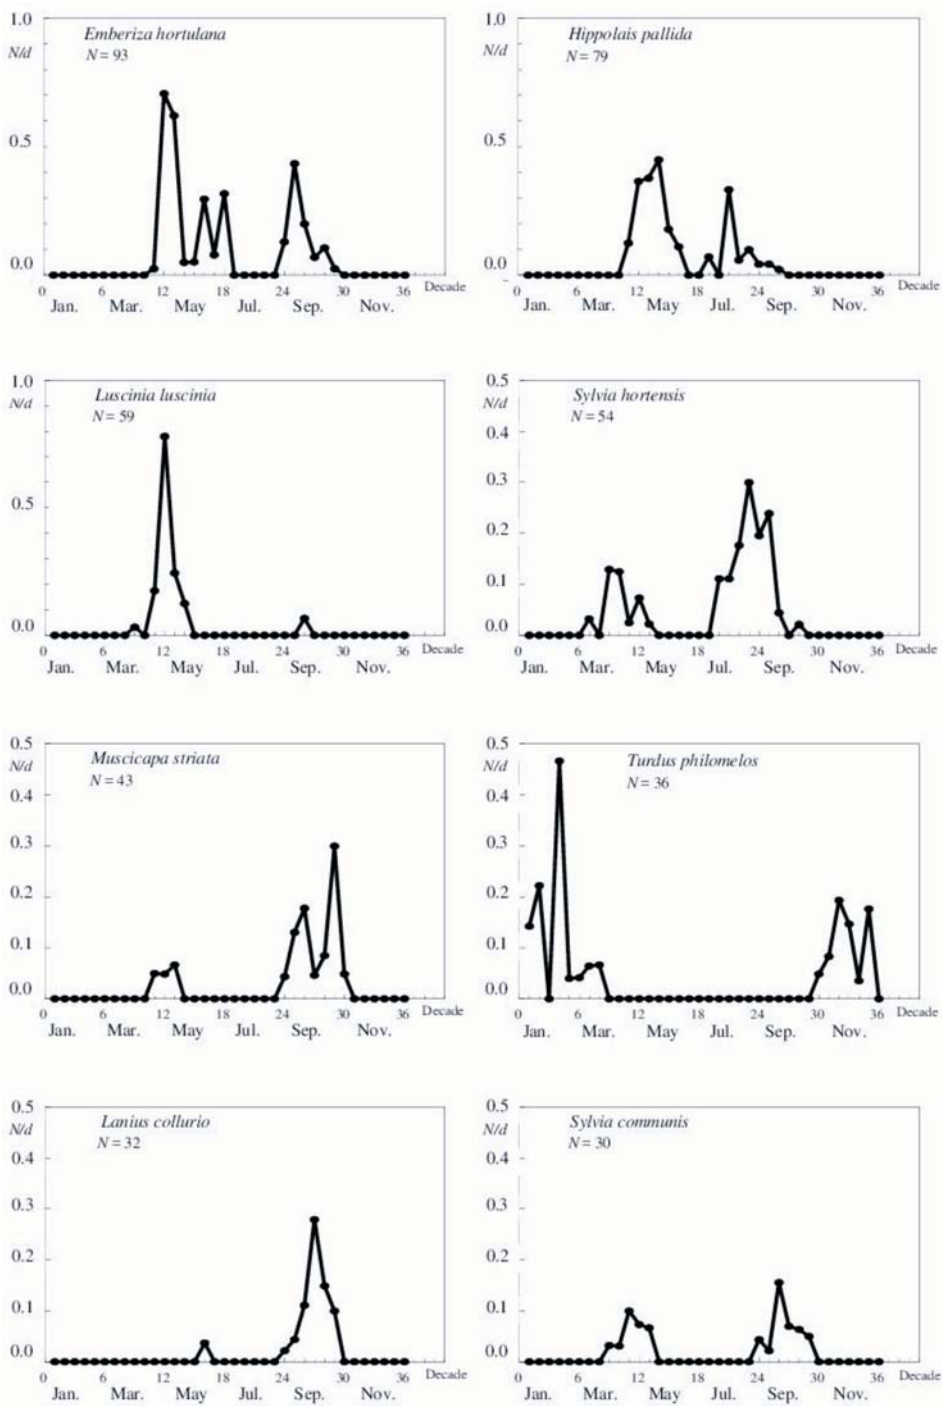 1.0
N/d
Emberiza hortulana
N = 93
0.5
0.0
0 6 12 18 24 30 36 Decade
Jan. Mar. May Jul. Sep. Nov.
1.0
N/d
Hippolais pallida
N = 79
0.5
0.0
0 6 12 18 24 30 36 Decade
Jan. Mar. May Jul. Sep. Nov.
1.0
N/d
Luscinia luscinia
N = 59
0.5
0.0
0 6 12 18 24 30 36 Decade
Jan. Mar. May Jul. Sep. Nov.
0.5
N/d
Sylvia hortensis
N = 54
0.4
0.3
0.2
0.1
0.0
0 6 12 18 24 30 36 Decade
Jan. Mar. May Jul. Sep. Nov.
0.5
N/d
Muscicapa striata
N = 43
0.4
0.3
0.2
0.1
0.0
0 6 12 18 24 30 36 Decade
Jan. Mar. May Jul. Sep. Nov.
0.5
N/d
Turdus philomelos
N = 36
0.4
0.3
0.2
0.1
0.0
0 6 12 18 24 30 36 Decade
Jan. Mar. May Jul. Sep. Nov.
0.5
N/d
Lanius collurio
N = 32
0.4
0.3
0.2
0.1
0.0
0 6 12 18 24 30 36 Decade
Jan. Mar. May Jul. Sep. Nov.
0.5
N/d
Sylvia communis
N = 30
0.4
0.3
0.2
0.1
0.0
0 6 12 18 24 30 36 Decade
Jan. Mar. May Jul. Sep. Nov.